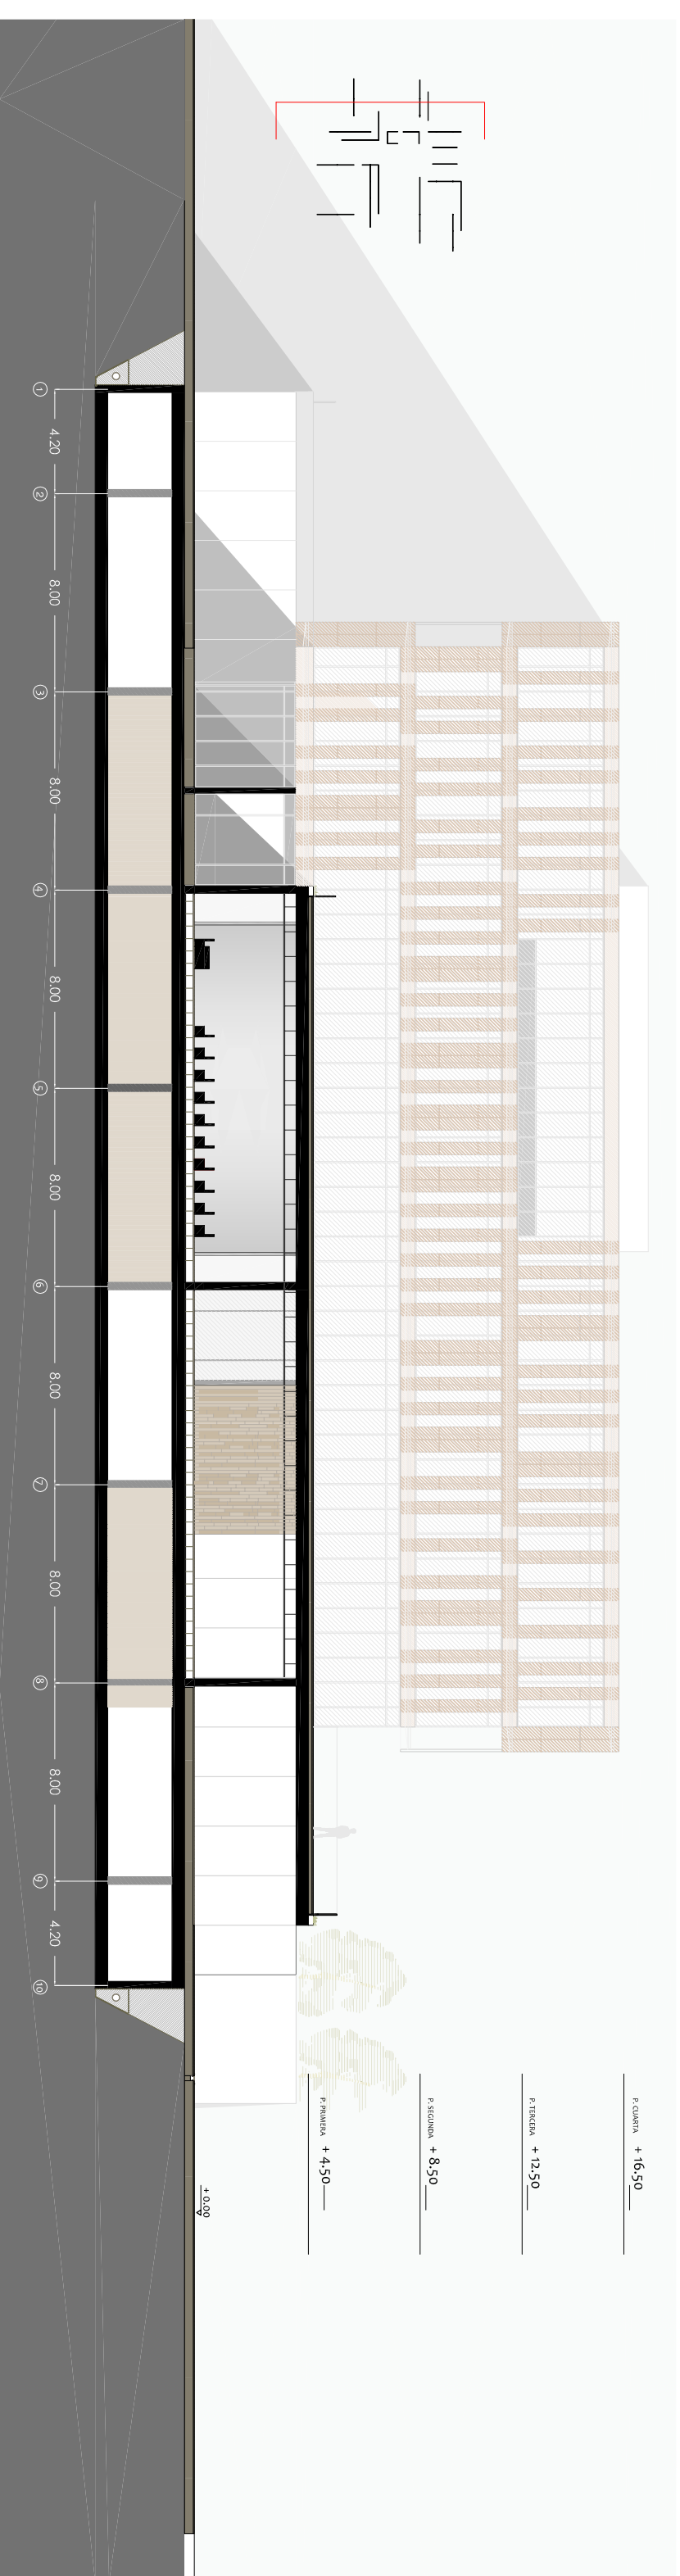 P. CUARTA + 16.50
P. TERCERA + 12.50
P. SEGUNDA + 8.50
P. PRIMERA + 4.50
+ 0.00
4.20 8.00 8.00 8.00 8.00 8.00 8.00 8.00 4.20
1 2 3 4 5 6 7 8 9 10